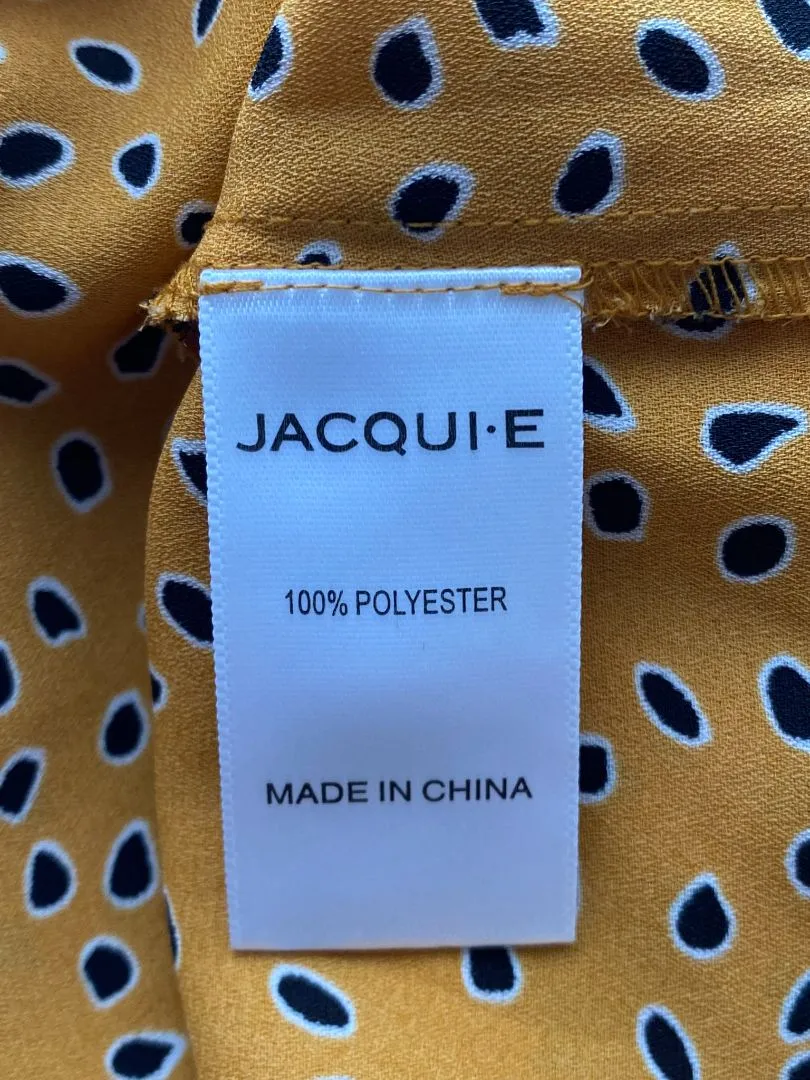 JACQUI·E
100% POLYESTER
MADE IN CHINA